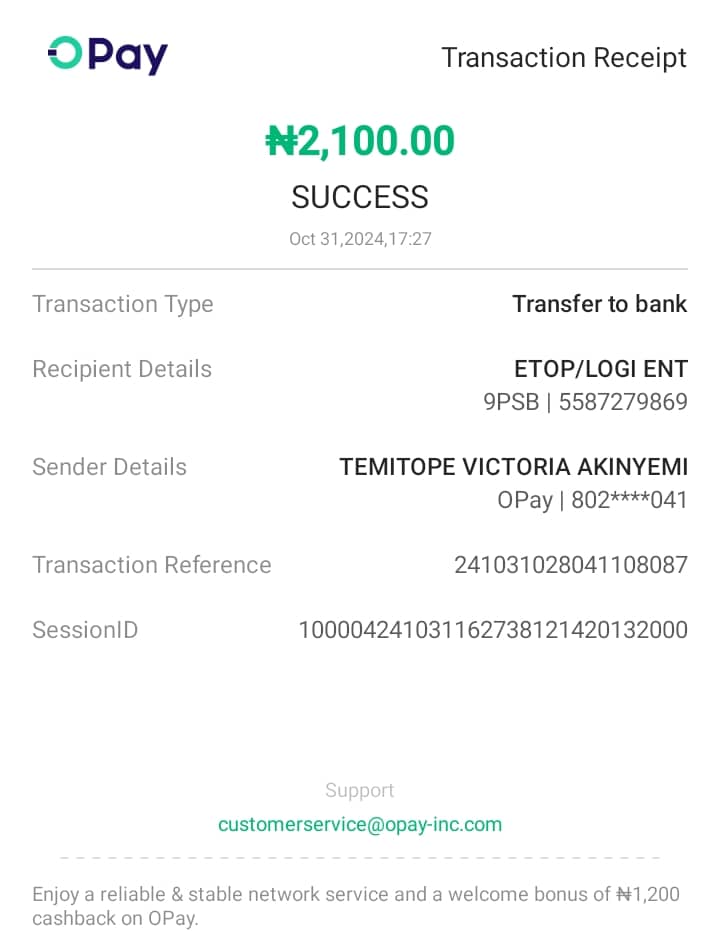 OPay
Transaction Receipt
₦2,100.00
SUCCESS
Oct 31,2024,17:27
Transaction Type Transfer to bank
Recipient Details ETOP/LOGI ENT
9PSB | 5587279869
Sender Details TEMITOPE VICTORIA AKINYEMI
OPay | 802****041
Transaction Reference 241031028041108087
SessionID 100004241031162738121420132000
Support
customerservice@opay-inc.com
Enjoy a reliable & stable network service and a welcome bonus of ₦1,200
cashback on OPay.